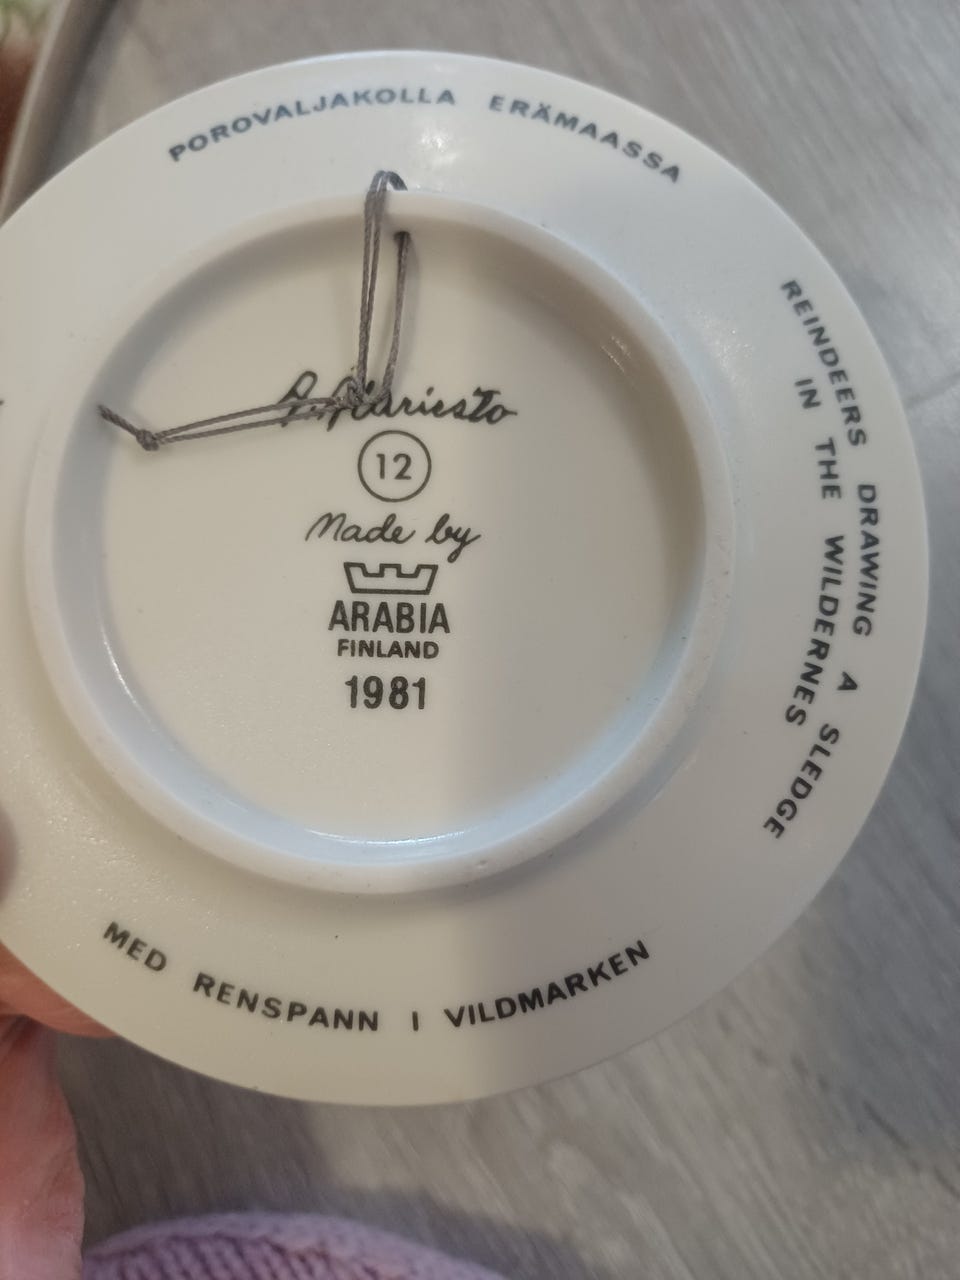 POROVALJAKOLLA ERÄMAASSA
REINDEERS DRAWING A SLEDGE
IN THE WILDERNES
MED RENSPANN I VILDMARKEN
12
Made by
ARABIA
FINLAND
1981